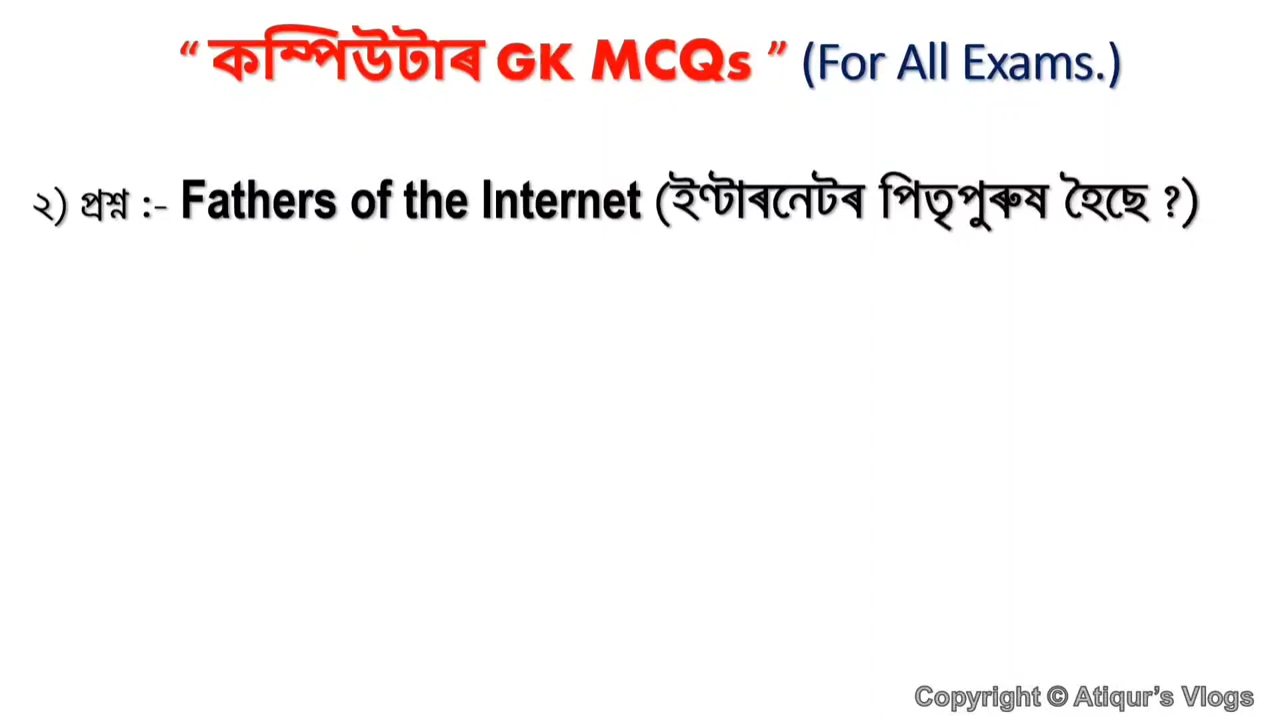 “ কম্পিউটাৰ GK MCQs ” (For All Exams.)
২) প্ৰশ্ন :- Fathers of the Internet (ইণ্টাৰনেটৰ পিতৃপুৰুষ হৈছে ?)
Copyright © Atiqur’s Vlogs